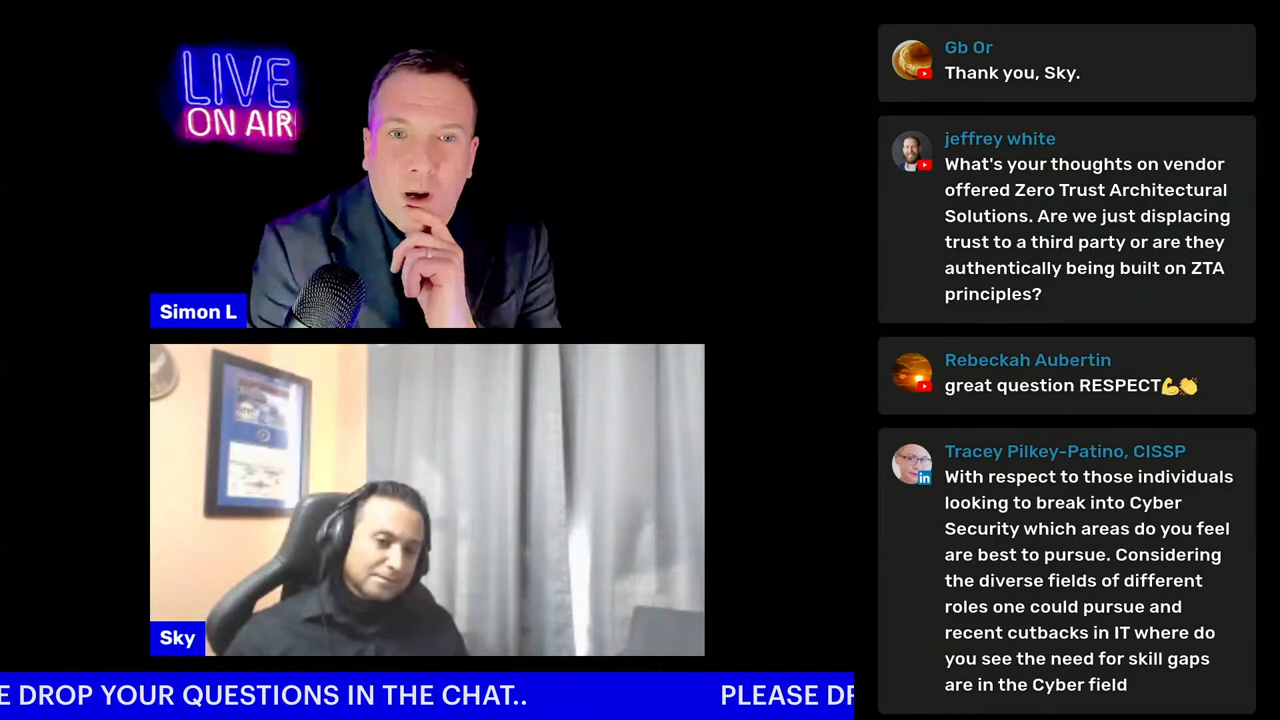 LIVE
ON AIR
Simon L
Sky
E DROP YOUR QUESTIONS IN THE CHAT..
PLEASE DF
Gb Or
Thank you, Sky.
jeffrey white
What's your thoughts on vendor
offered Zero Trust Architectural
Solutions. Are we just displacing
trust to a third party or are they
authentically being built on ZTA
principles?
Rebeckah Aubertin
great question RESPECT💪👏
Tracey Pilkey-Patino, CISSP
With respect to those individuals
looking to break into Cyber
Security which areas do you feel
are best to pursue. Considering
the diverse fields of different
roles one could pursue and
recent cutbacks in IT where do
you see the need for skill gaps
are in the Cyber field
in